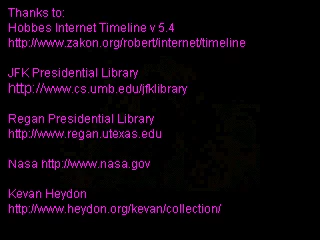 Thanks to:
Hobbes Internet Timeline v 5.4
http://www.zakon.org/robert/internet/timeline
JFK Presidential Library
http://www.cs.umb.edu/jfklibrary
Regan Presidential Library
http://www.regan.utexas.edu
Nasa http://www.nasa.gov
Kevan Heydon
http://www.heydon.org/kevan/collection/